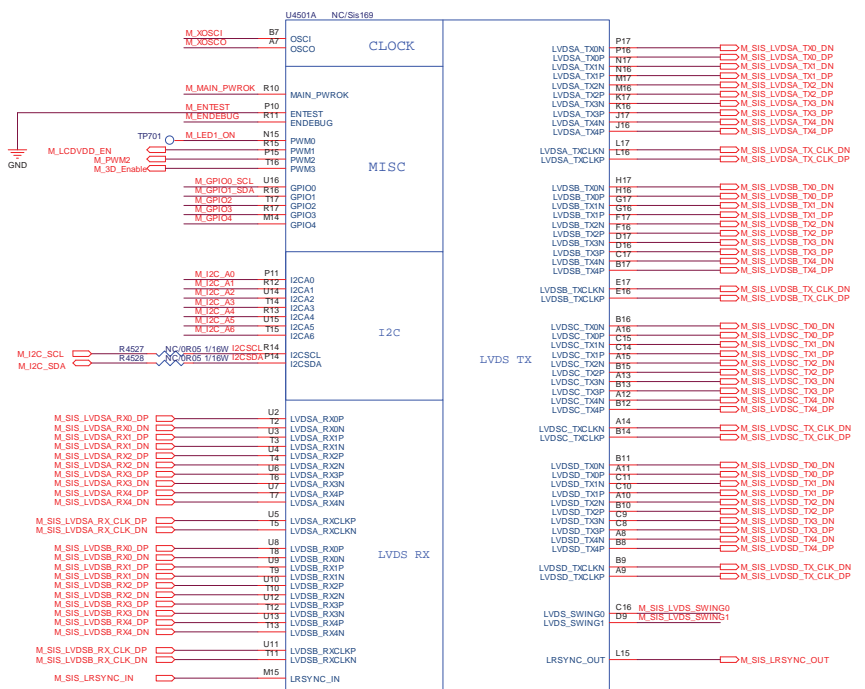 U4501A NC/Sis169
M_XOSCI B7 OSCI
M_XOSCO A7 OSCO
CLOCK
M_MAIN_PWROK R10 MAIN_PWROK
M_ENTEST P10 ENTEST
M_ENDEBUG R11 ENDEBUG
GND
TP701 M_LED1_ON N15 PWM0
M_LCDVDD_EN R15 PWM1
M_PWM2 P15 PWM2
M_3D_Enable T16 PWM3
MISC
M_GPIO0_SCL U16 GPIO0
M_GPIO1_SDA R16 GPIO1
M_GPIO2 T17 GPIO2
M_GPIO3 R17 GPIO3
M_GPIO4 M14 GPIO4
M_I2C_A0 P11 I2CA0
M_I2C_A1 R12 I2CA1
M_I2C_A2 U14 I2CA2
M_I2C_A3 T14 I2CA3
M_I2C_A4 R13 I2CA4
M_I2C_A5 U15 I2CA5
M_I2C_A6 T15 I2CA6
I2C
M_I2C_SCL R4527 NC/0R05 1/16W I2CSCL R14 I2CSCL
M_I2C_SDA R4528 NC/0R05 1/16W I2CSDA P14 I2CSDA
M_SIS_LVDSA_RX0_DP U2 LVDSA_RX0P
M_SIS_LVDSA_RX0_DN T2 LVDSA_RX0N
M_SIS_LVDSA_RX1_DP U3 LVDSA_RX1P
M_SIS_LVDSA_RX1_DN T3 LVDSA_RX1N
M_SIS_LVDSA_RX2_DP U4 LVDSA_RX2P
M_SIS_LVDSA_RX2_DN T4 LVDSA_RX2N
M_SIS_LVDSA_RX3_DP U6 LVDSA_RX3P
M_SIS_LVDSA_RX3_DN T6 LVDSA_RX3N
M_SIS_LVDSA_RX4_DP U7 LVDSA_RX4P
M_SIS_LVDSA_RX4_DN T7 LVDSA_RX4N
M_SIS_LVDSA_RX_CLK_DP U5 LVDSA_RXCLKP
M_SIS_LVDSA_RX_CLK_DN T5 LVDSA_RXCLKN
LVDS RX
M_SIS_LVDSB_RX0_DP U8 LVDSB_RX0P
M_SIS_LVDSB_RX0_DN T8 LVDSB_RX0N
M_SIS_LVDSB_RX1_DP U9 LVDSB_RX1P
M_SIS_LVDSB_RX1_DN T9 LVDSB_RX1N
M_SIS_LVDSB_RX2_DP U10 LVDSB_RX2P
M_SIS_LVDSB_RX2_DN T10 LVDSB_RX2N
M_SIS_LVDSB_RX3_DP U12 LVDSB_RX3P
M_SIS_LVDSB_RX3_DN T12 LVDSB_RX3N
M_SIS_LVDSB_RX4_DP U13 LVDSB_RX4P
M_SIS_LVDSB_RX4_DN T13 LVDSB_RX4N
M_SIS_LVDSB_RX_CLK_DP U11 LVDSB_RXCLKP
M_SIS_LVDSB_RX_CLK_DN T11 LVDSB_RXCLKN
M_SIS_LRSYNC_IN M15 LRSYNC_IN
LVDSA_TX0N P17 M_SIS_LVDSA_TX0_DN
LVDSA_TX0P P16 M_SIS_LVDSA_TX0_DP
LVDSA_TX1N N17 M_SIS_LVDSA_TX1_DN
LVDSA_TX1P N16 M_SIS_LVDSA_TX1_DP
LVDSA_TX2N M17 M_SIS_LVDSA_TX2_DN
LVDSA_TX2P M16 M_SIS_LVDSA_TX2_DP
LVDSA_TX3N K17 M_SIS_LVDSA_TX3_DN
LVDSA_TX3P K16 M_SIS_LVDSA_TX3_DP
LVDSA_TX4N J17 M_SIS_LVDSA_TX4_DN
LVDSA_TX4P J16 M_SIS_LVDSA_TX4_DP
LVDSA_TXCLKN L17 M_SIS_LVDSA_TX_CLK_DN
LVDSA_TXCLKP L16 M_SIS_LVDSA_TX_CLK_DP
LVDSB_TX0N H17 M_SIS_LVDSB_TX0_DN
LVDSB_TX0P H16 M_SIS_LVDSB_TX0_DP
LVDSB_TX1N G17 M_SIS_LVDSB_TX1_DN
LVDSB_TX1P G16 M_SIS_LVDSB_TX1_DP
LVDSB_TX2N F17 M_SIS_LVDSB_TX2_DN
LVDSB_TX2P F16 M_SIS_LVDSB_TX2_DP
LVDSB_TX3N D17 M_SIS_LVDSB_TX3_DN
LVDSB_TX3P D16 M_SIS_LVDSB_TX3_DP
LVDSB_TX4N C17 M_SIS_LVDSB_TX4_DN
LVDSB_TX4P B17 M_SIS_LVDSB_TX4_DP
LVDSB_TXCLKN E17 M_SIS_LVDSB_TX_CLK_DN
LVDSB_TXCLKP E16 M_SIS_LVDSB_TX_CLK_DP
LVDS TX
LVDSC_TX0N B16 M_SIS_LVDSC_TX0_DN
LVDSC_TX0P A16 M_SIS_LVDSC_TX0_DP
LVDSC_TX1N C15 M_SIS_LVDSC_TX1_DN
LVDSC_TX1P C14 M_SIS_LVDSC_TX1_DP
LVDSC_TX2N A15 M_SIS_LVDSC_TX2_DN
LVDSC_TX2P B15 M_SIS_LVDSC_TX2_DP
LVDSC_TX3N A13 M_SIS_LVDSC_TX3_DN
LVDSC_TX3P B13 M_SIS_LVDSC_TX3_DP
LVDSC_TX4N A12 M_SIS_LVDSC_TX4_DN
LVDSC_TX4P B12 M_SIS_LVDSC_TX4_DP
LVDSC_TXCLKN A14 M_SIS_LVDSC_TX_CLK_DN
LVDSC_TXCLKP B14 M_SIS_LVDSC_TX_CLK_DP
LVDSD_TX0N B11 M_SIS_LVDSD_TX0_DN
LVDSD_TX0P A11 M_SIS_LVDSD_TX0_DP
LVDSD_TX1N C11 M_SIS_LVDSD_TX1_DN
LVDSD_TX1P C10 M_SIS_LVDSD_TX1_DP
LVDSD_TX2N A10 M_SIS_LVDSD_TX2_DN
LVDSD_TX2P B10 M_SIS_LVDSD_TX2_DP
LVDSD_TX3N C9 M_SIS_LVDSD_TX3_DN
LVDSD_TX3P C8 M_SIS_LVDSD_TX3_DP
LVDSD_TX4N A8 M_SIS_LVDSD_TX4_DN
LVDSD_TX4P B8 M_SIS_LVDSD_TX4_DP
LVDSD_TXCLKN B9 M_SIS_LVDSD_TX_CLK_DN
LVDSD_TXCLKP A9 M_SIS_LVDSD_TX_CLK_DP
LVDS_SWING0 C16 M_SIS_LVDS_SWING0
LVDS_SWING1 D9 M_SIS_LVDS_SWING1
LRSYNC_OUT L15 M_SIS_LRSYNC_OUT